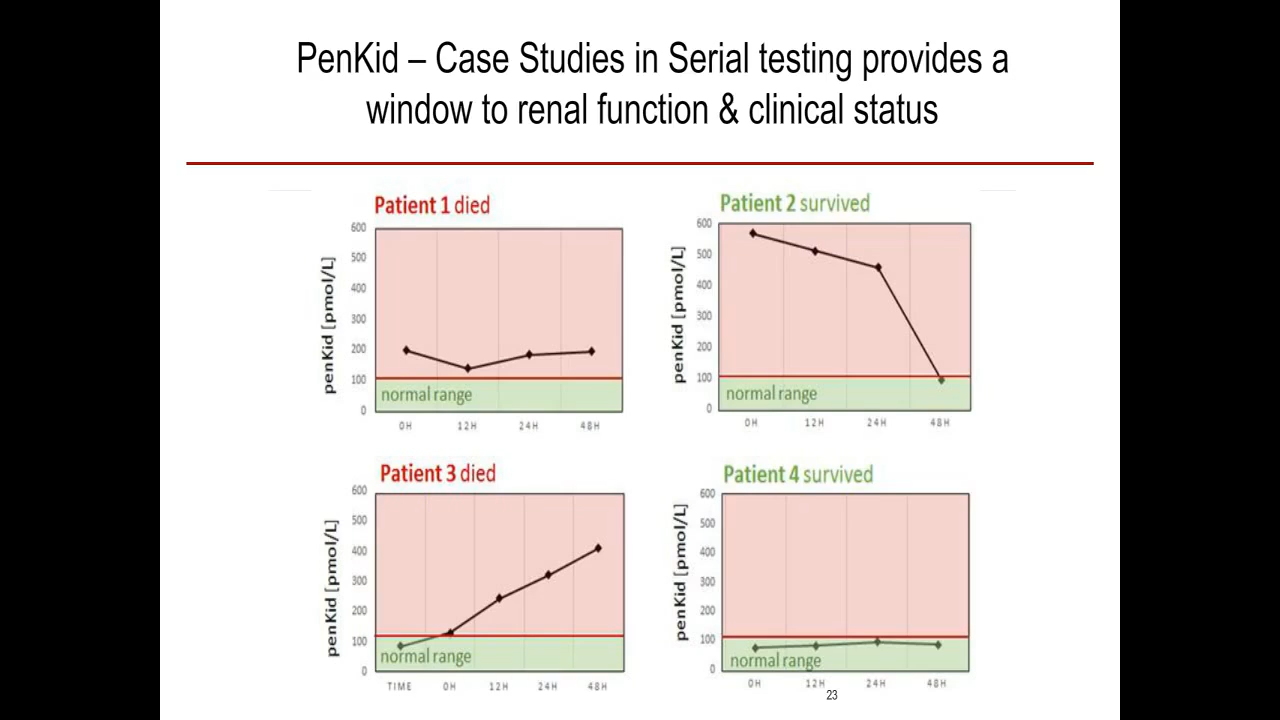 PenKid – Case Studies in Serial testing provides a
window to renal function & clinical status
Patient 1 died
penKid [pmol/L]
600
500
400
300
200
100
0
normal range
0H 12H 24H 48H
Patient 2 survived
penKid [pmol/L]
600
500
400
300
200
100
0
normal range
0H 12H 24H 48H
Patient 3 died
penKid [pmol/L]
600
500
400
300
200
100
0
normal range
TIME 0H 12H 24H 48H
Patient 4 survived
penKid [pmol/L]
600
500
400
300
200
100
0
normal range
0H 12H 24H 48H
23